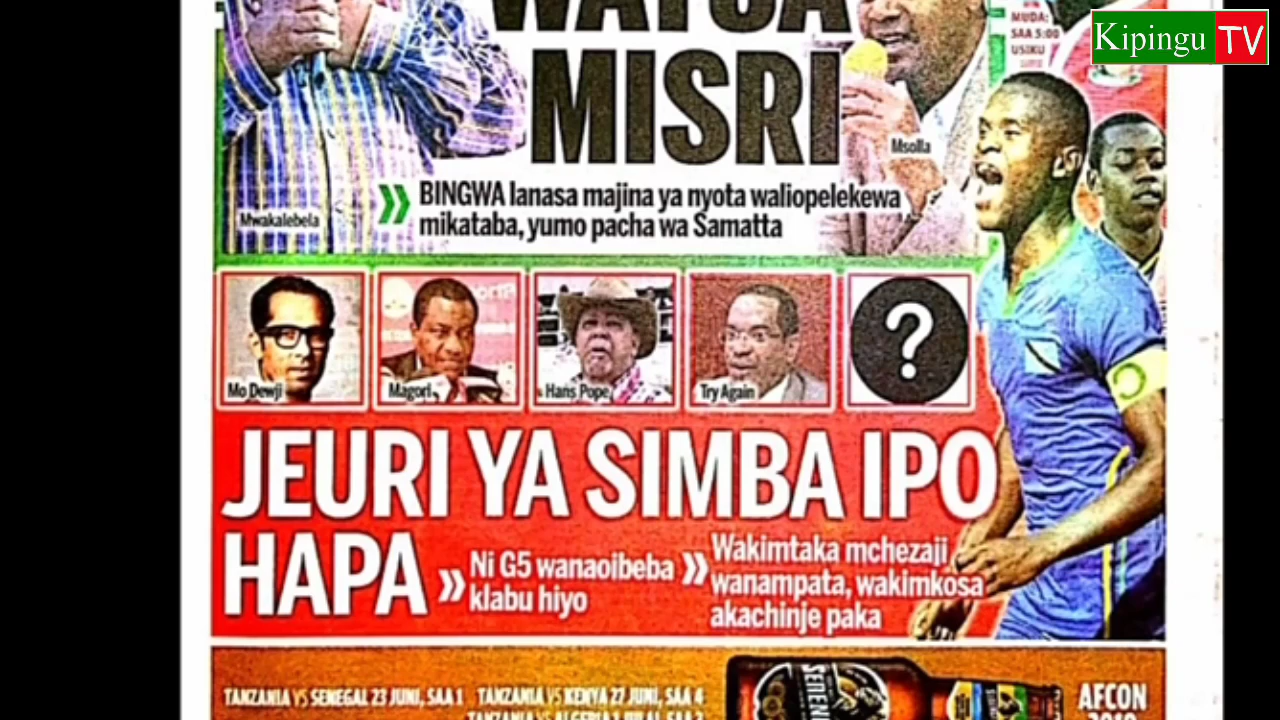 Kipingu TV
MUDA:
SAA 5:00
USIKU
MISRI
Msolla
Mwakalebela
BINGWA lanasa majina ya nyota waliopelekewa
mikataba, yumo pacha wa Samatta
Mo Dewji
Magori
Hans Pope
Try Again
?
JEURI YA SIMBA IPO
HAPA
Ni G5 wanaoibeba
klabu hiyo
Wakimtaka mchezaji
wanampata, wakimkosa
akachinje paka
TANZANIA VS SENEGAL 23 JUNI, SAA 1
TANZANIA VS KENYA 27 JUNI, SAA 4
AFCON